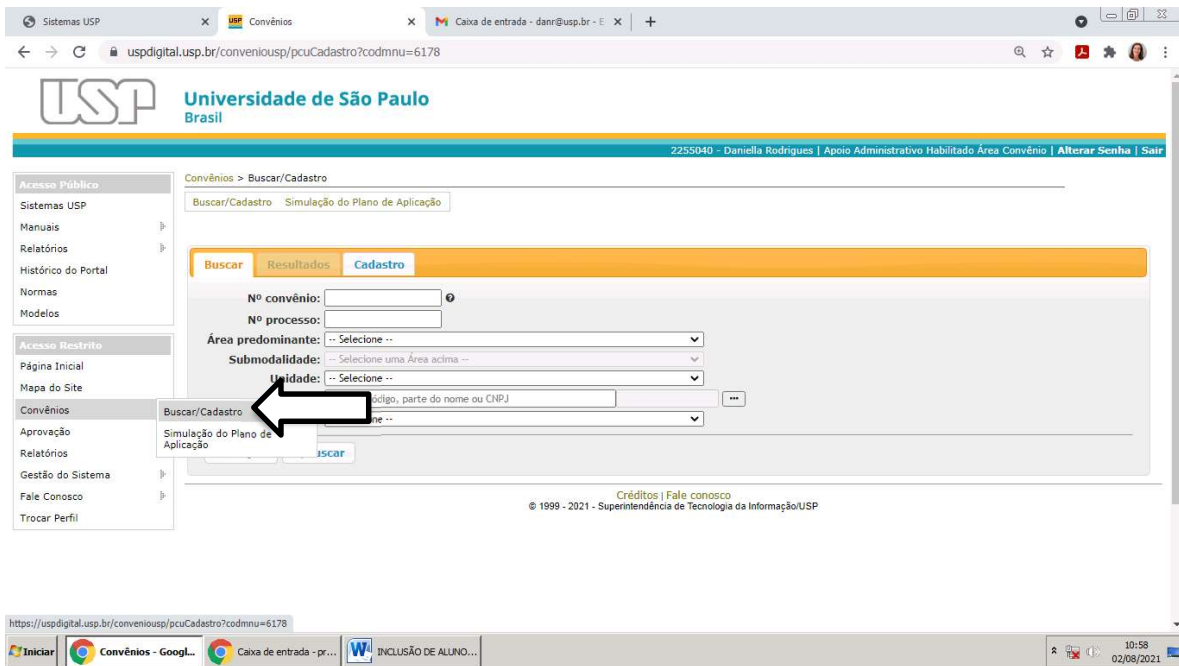 Sistemas USP
USP Convênios
Caixa de entrada - danr@usp.br - E
uspdigital.usp.br/conveniousp/pcuCadastro?codmnu=6178
USP
Universidade de São Paulo
Brasil
2255040 - Daniella Rodrigues | Apoio Administrativo Habilitado Área Convênio | Alterar Senha | Sair
Acesso Público
Sistemas USP
Manuais
Relatórios
Histórico do Portal
Normas
Modelos
Acesso Restrito
Página Inicial
Mapa do Site
Convênios
Aprovação
Relatórios
Gestão do Sistema
Fale Conosco
Trocar Perfil
Buscar/Cadastro
Simulação do Plano de
Aplicação
Convênios > Buscar/Cadastro
Buscar/Cadastro Simulação do Plano de Aplicação
Buscar Resultados Cadastro
Nº convênio:
Nº processo:
Área predominante: -- Selecione --
Submodalidade: -- Selecione uma Área acima --
Unidade: -- Selecione --
código, parte do nome ou CNPJ
Créditos | Fale conosco
© 1999 - 2021 - Superintendência de Tecnologia da Informação/USP
https://uspdigital.usp.br/conveniousp/pcuCadastro?codmnu=6178
Iniciar
Convênios - Googl...
Caixa de entrada - pr...
INCLUSÃO DE ALUNO...
10:58
02/08/2021